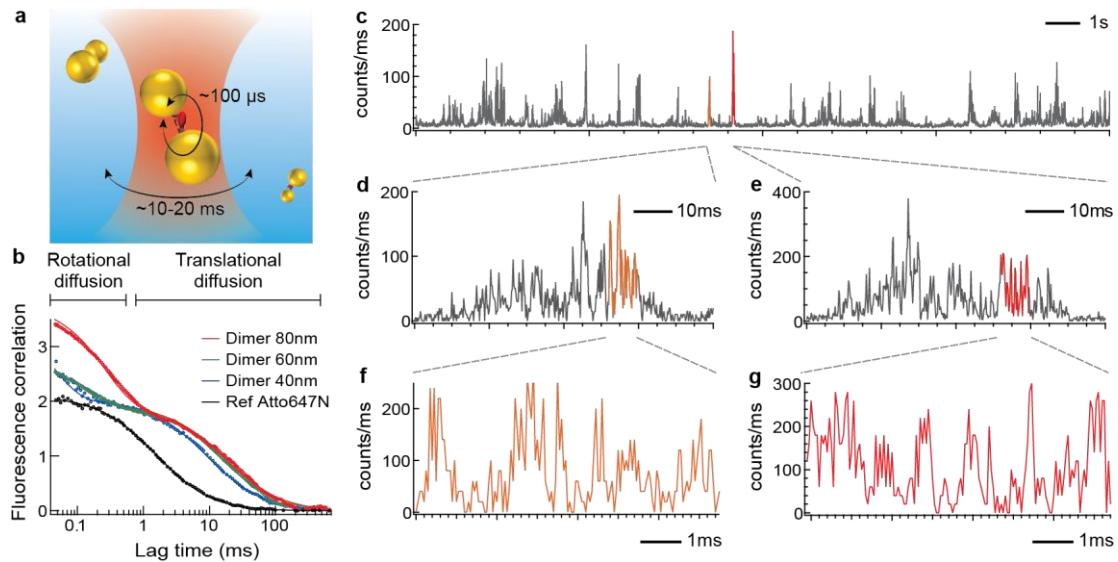 a
~100 µs
~10-20 ms
b
Rotational diffusion
Translational diffusion
Fluorescence correlation
3
2
1
0
Dimer 80nm
Dimer 60nm
Dimer 40nm
Ref Atto647N
0.1
1
10
100
Lag time (ms)
c
counts/ms
200
100
0
1s
d
counts/ms
200
100
0
10ms
e
counts/ms
400
200
0
10ms
f
counts/ms
200
100
0
1ms
g
counts/ms
300
200
100
0
1ms